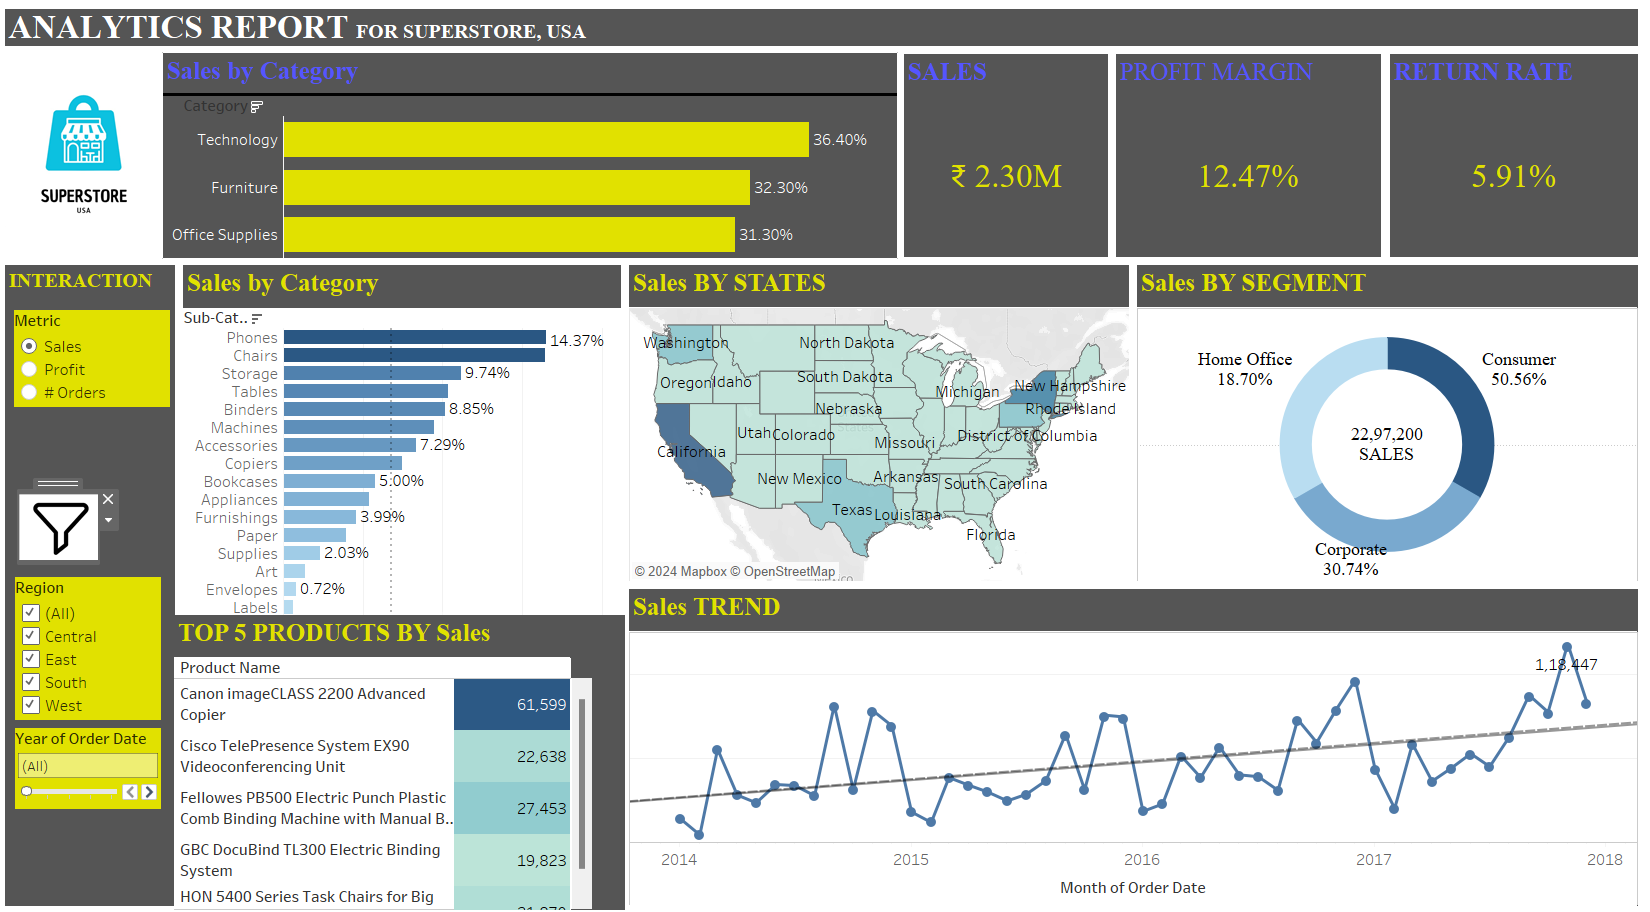 ANALYTICS REPORT FOR SUPERSTORE, USA
SUPERSTORE
USA
Sales by Category
Category
Technology 36.40%
Furniture 32.30%
Office Supplies 31.30%
SALES
₹ 2.30M
PROFIT MARGIN
12.47%
RETURN RATE
5.91%
INTERACTION
Metric
Sales
Profit
# Orders
Region
(All)
Central
East
South
West
Year of Order Date
(All)
Sales by Category
Sub-Cat..
Phones 14.37%
Chairs
Storage 9.74%
Tables
Binders 8.85%
Machines
Accessories 7.29%
Copiers
Bookcases 5.00%
Appliances
Furnishings 3.99%
Paper
Supplies 2.03%
Art
Envelopes 0.72%
Labels
TOP 5 PRODUCTS BY Sales
Product Name
Canon imageCLASS 2200 Advanced
Copier
61,599
Cisco TelePresence System EX90
Videoconferencing Unit
22,638
Fellowes PB500 Electric Punch Plastic
Comb Binding Machine with Manual B..
27,453
GBC DocuBind TL300 Electric Binding
System
19,823
HON 5400 Series Task Chairs for Big
Sales BY STATES
Washington
North Dakota
Oregon
Idaho
South Dakota
Michigan
New Hampshire
Nebraska
Rhode Island
Utah
Colorado
States
Missouri
District of Columbia
California
New Mexico
Arkansas
South Carolina
Texas
Louisiana
Florida
© 2024 Mapbox © OpenStreetMap
Sales BY SEGMENT
Home Office
18.70%
Consumer
50.56%
22,97,200
SALES
Corporate
30.74%
Sales TREND
1,18,447
2014 2015 2016 2017 2018
Month of Order Date